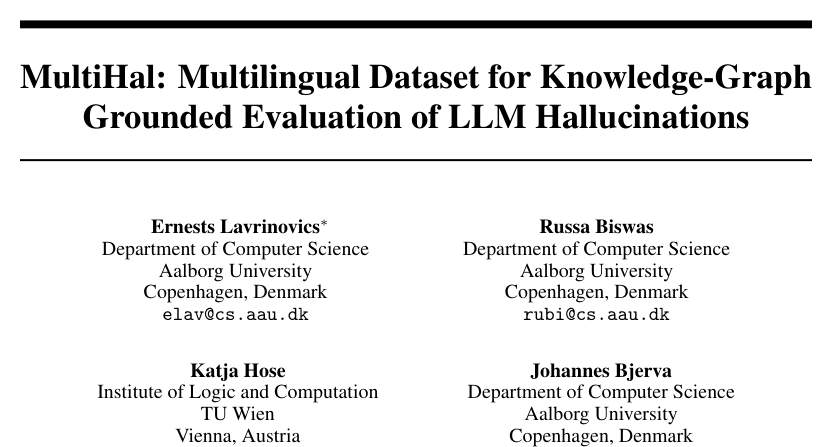 MultiHal: Multilingual Dataset for Knowledge-Graph
Grounded Evaluation of LLM Hallucinations
Ernests Lavrinovics*
Department of Computer Science
Aalborg University
Copenhagen, Denmark
elav@cs.aau.dk
Russa Biswas
Department of Computer Science
Aalborg University
Copenhagen, Denmark
rubi@cs.aau.dk
Katja Hose
Institute of Logic and Computation
TU Wien
Vienna, Austria
Johannes Bjerva
Department of Computer Science
Aalborg University
Copenhagen, Denmark